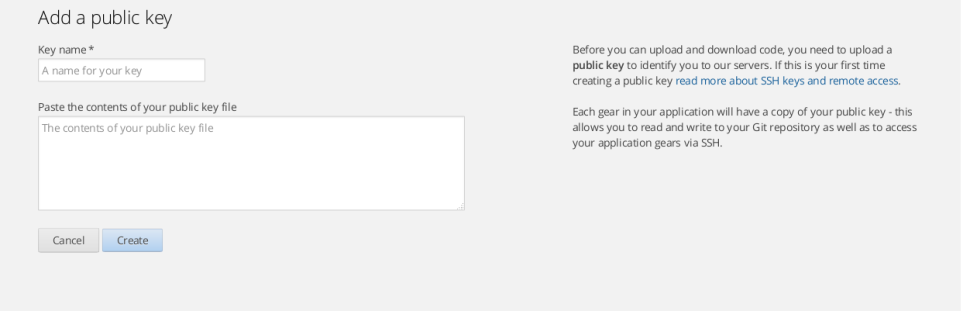 Add a public key
Key name *
A name for your key
Paste the contents of your public key file
The contents of your public key file
Cancel
Create
Before you can upload and download code, you need to upload a
public key to identify you to our servers. If this is your first time
creating a public key read more about SSH keys and remote access.
Each gear in your application will have a copy of your public key - this
allows you to read and write to your Git repository as well as to access
your application gears via SSH.